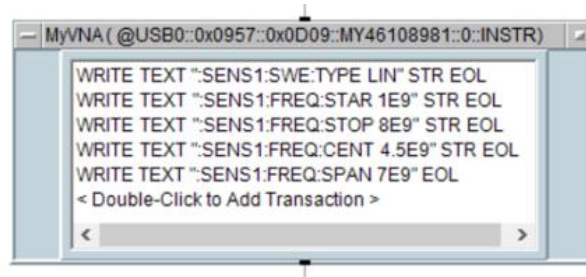 MyVNA ( @USB0::0x0957::0x0D09::MY46108981::0::INSTR)
WRITE TEXT ":SENS1:SWE:TYPE LIN" STR EOL
WRITE TEXT ":SENS1:FREQ:STAR 1E9" STR EOL
WRITE TEXT ":SENS1:FREQ:STOP 8E9" STR EOL
WRITE TEXT ":SENS1:FREQ:CENT 4.5E9" STR EOL
WRITE TEXT ":SENS1:FREQ:SPAN 7E9" EOL
< Double-Click to Add Transaction >